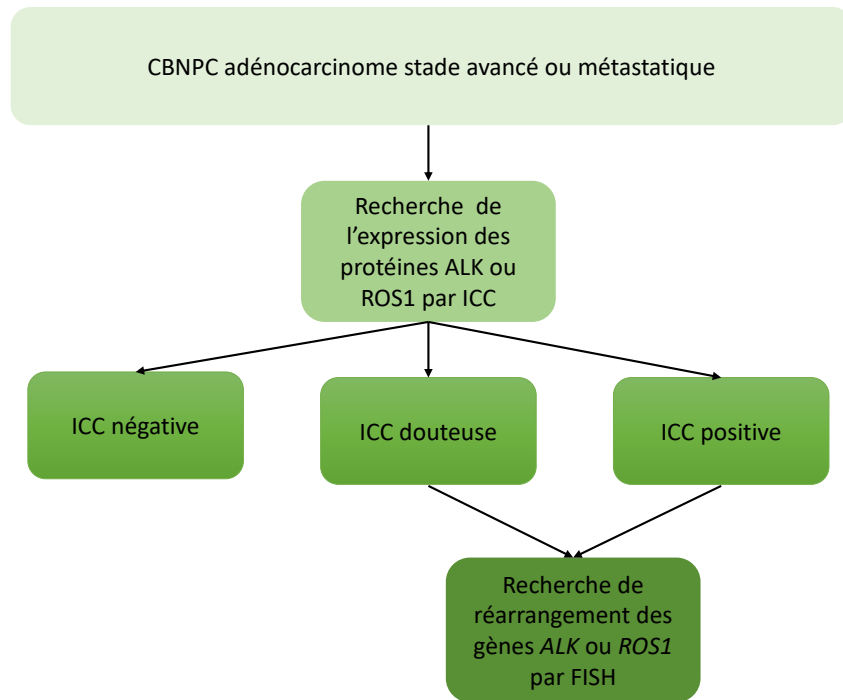 CBNPC adénocarcinome stade avancé ou métastatique
Recherche de
l'expression des
protéines ALK ou
ROS1 par ICC
ICC négative
ICC douteuse
ICC positive
Recherche de
réarrangement des
gènes ALK ou ROS1
par FISH